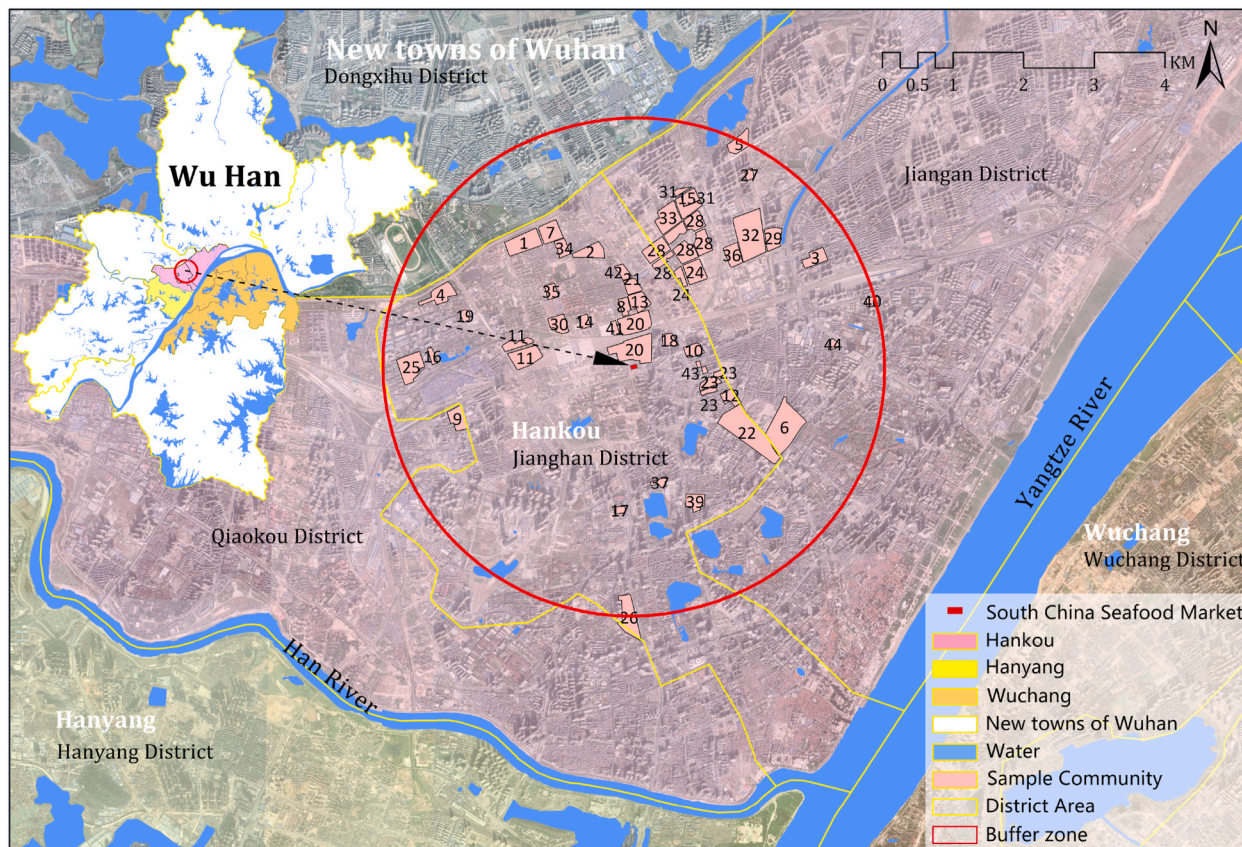 New towns of Wuhan
Dongxihu District
N
0 0.5 1 2 3 4
KM
Wu Han
Jiangan District
5
27
31 15 31
33 28
32
29
1 7
34 2
28 28 28
36
3
42 21
28 24
24
4
35
8 13
40
19
30 14
41 20
11
18
44
25 16
11
20
10
43 23
23
23 12
9
22 6
Hankou
Jianghan District
37
39
17
Qiaokou District
Yangtze River
Wuchang
Wuchang District
26
Han River
Hanyang
Hanyang District
South China Seafood Market
Hankou
Hanyang
Wuchang
New towns of Wuhan
Water
Sample Community
District Area
Buffer zone